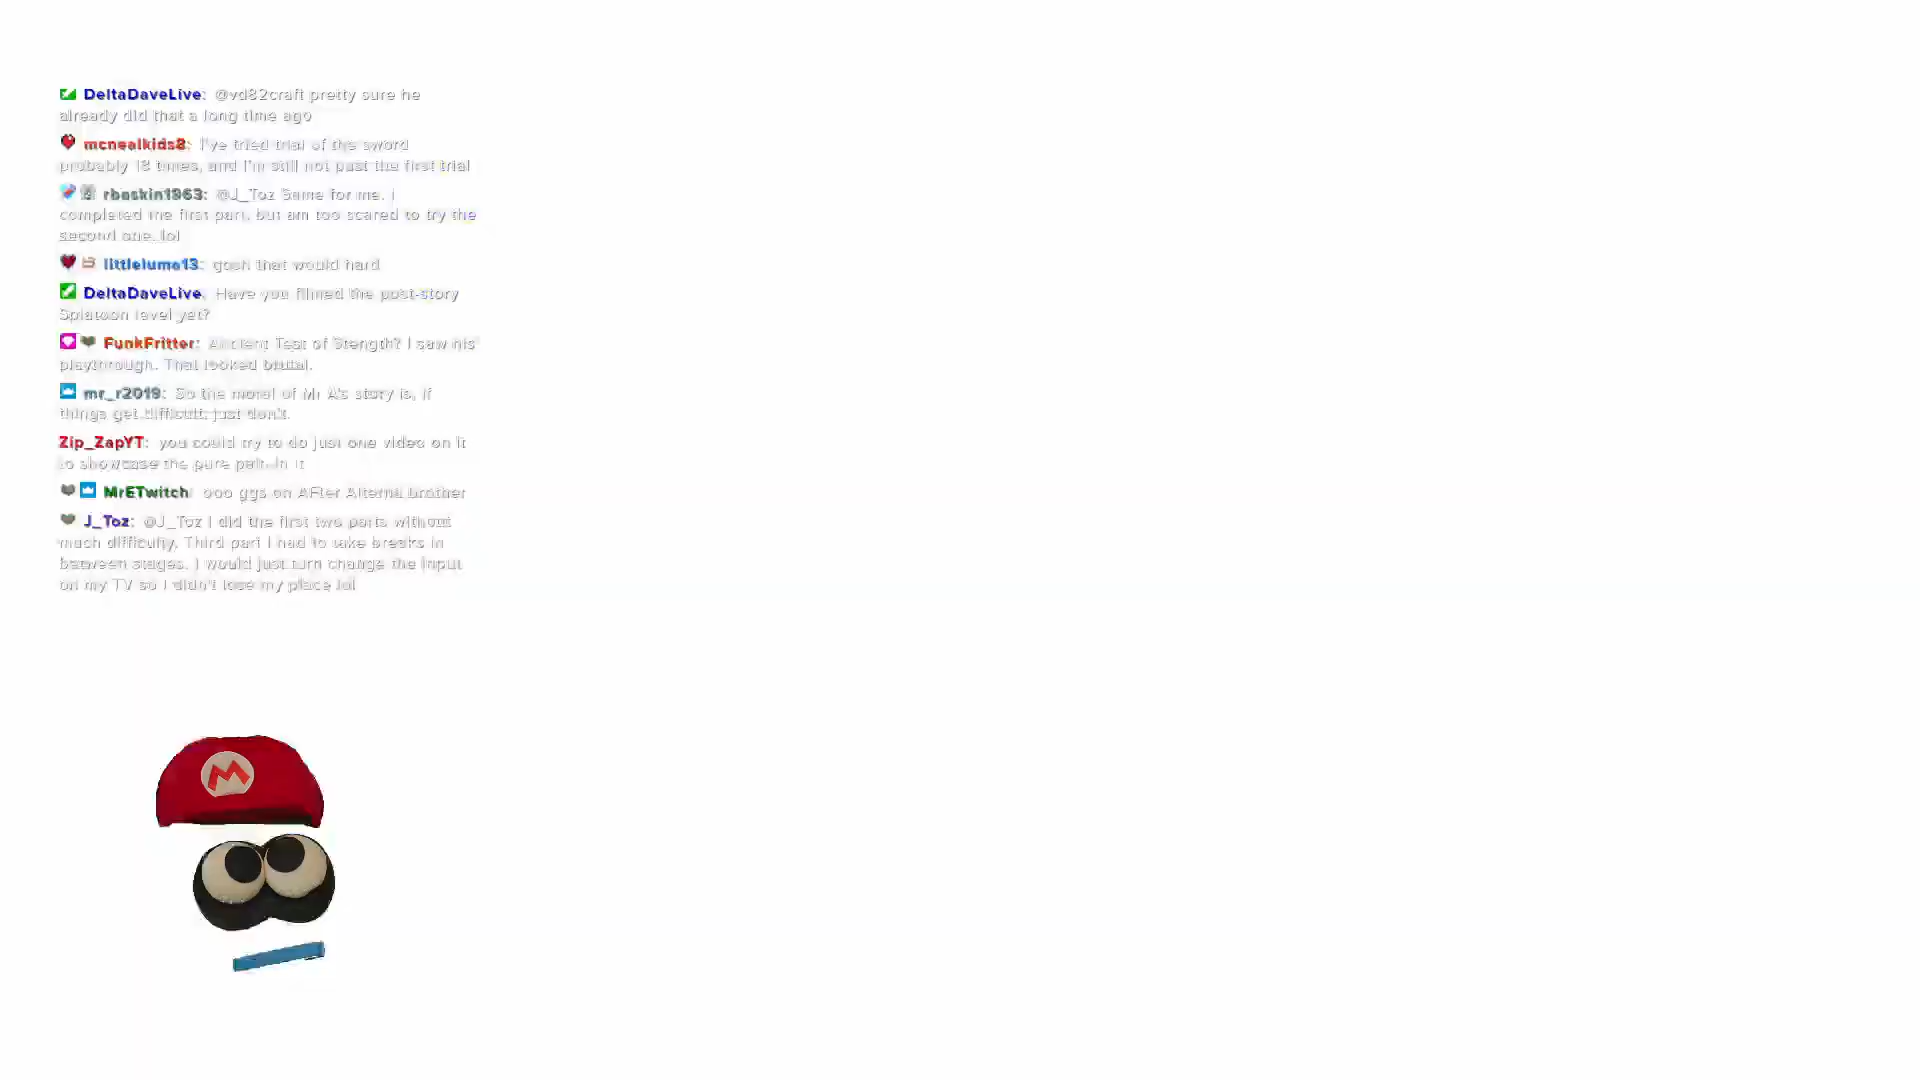 DeltaDaveLive: @vd82craft pretty sure he
already did that a long time ago
mcnealkids8: I've tried trial of the sword
probably 18 times, and I'm still not past the first trial
rbaskin1963: @J_Toz Same for me. I
completed the first part, but am too scared to try the
second one. lol
littleluma13: gosh that would hard
DeltaDaveLive: Have you filmed the post-story
Splatoon level yet?
FunkFritter: Ancient Test of Stength? I saw his
playthrough. That looked brutal.
mr_r2019: So the moral of Mr A's story is, if
things get difficult, just don't.
Zip_ZapYT: you could try to do just one video on it
to showcase the pure pain in it
MrETwitch: ooo ggs on AFter Alterna brother
J_Toz: @J_Toz I did the first two parts without
much difficulty. Third part I had to take breaks in
between stages. I would just turn change the input
on my TV so I didn't lose my place lol
M